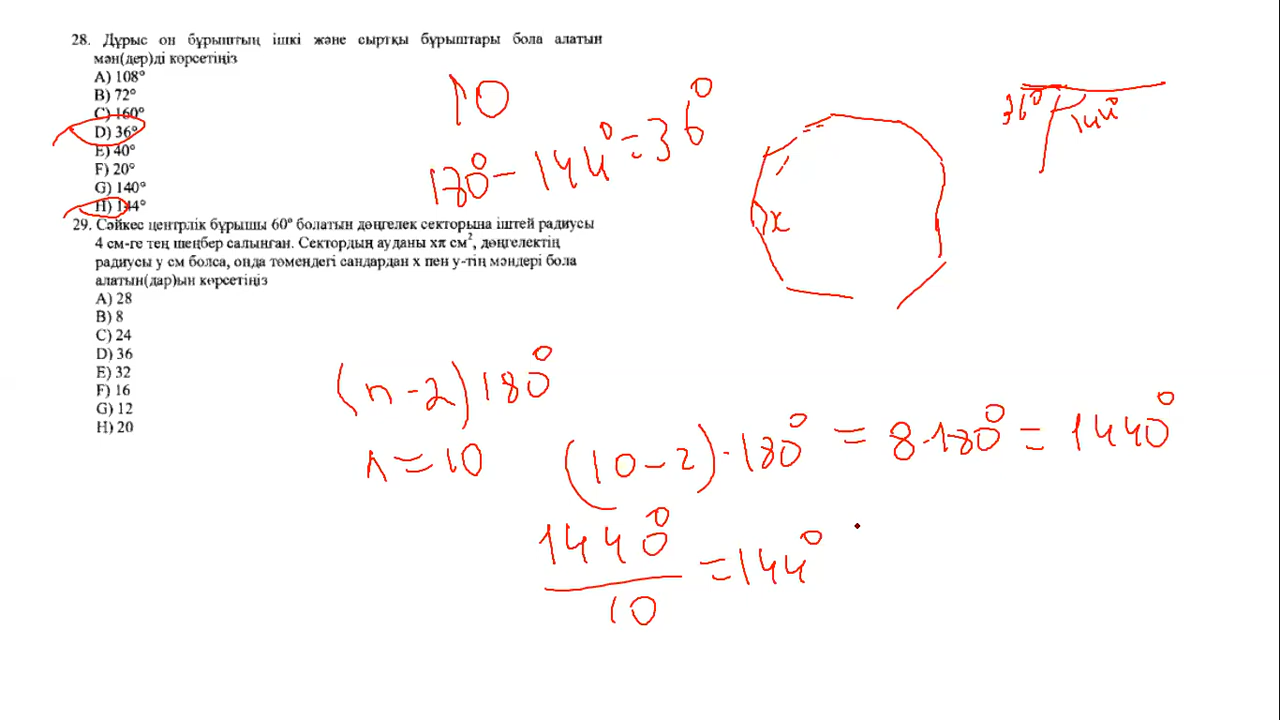 28. Дұрыс он бұрыштың ішкі және сыртқы бұрыштары бола алатын
мән(дер)ді көрсетіңіз
A) 108°
B) 72°
C) 160°
D) 36°
E) 40°
F) 20°
G) 140°
H) 144°
29. Сәйкес центрлік бұрышы 60° болатын дөңгелек секторына іштей радиусы
4 см-ге тең шеңбер салынған. Сектордың ауданы xπ см², дөңгелектің
радиусы y см болса, онда төмендегі сандардан x пен y-тің мәндері бола
алатын(дар)ын көрсетіңіз
A) 28
B) 8
C) 24
D) 36
E) 32
F) 16
G) 12
H) 20
10
180° - 144° = 36°
x
36° 144°
(n-2) 180°
n = 10
(10-2)·180° = 8·180° = 1440°
1440°
10
= 144°